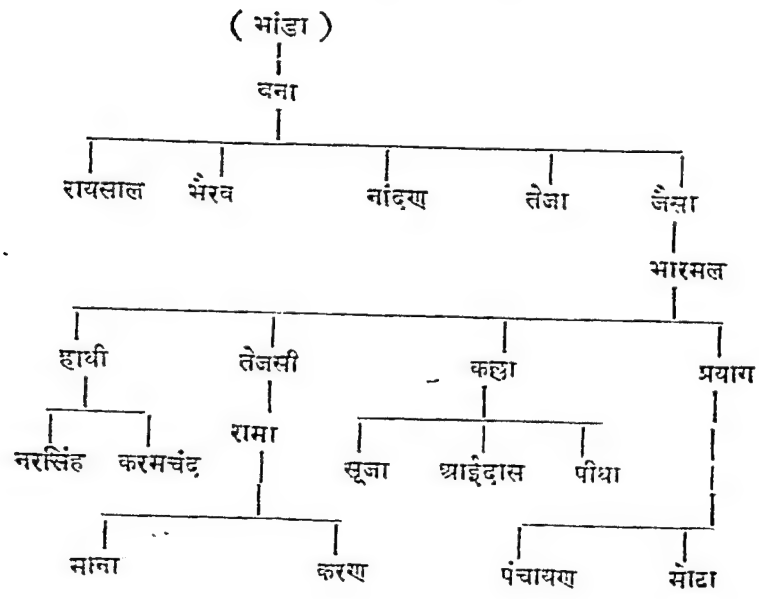 ( भांडा )
वना
रायसाल भैरव नांदण तेजा जैसा
भारमल
हाथी तेजसी कल्ला प्रयाग
रामा
नरसिंह करमचंद सूजा आईदास पीथा
माना करण पंचायण मोटा